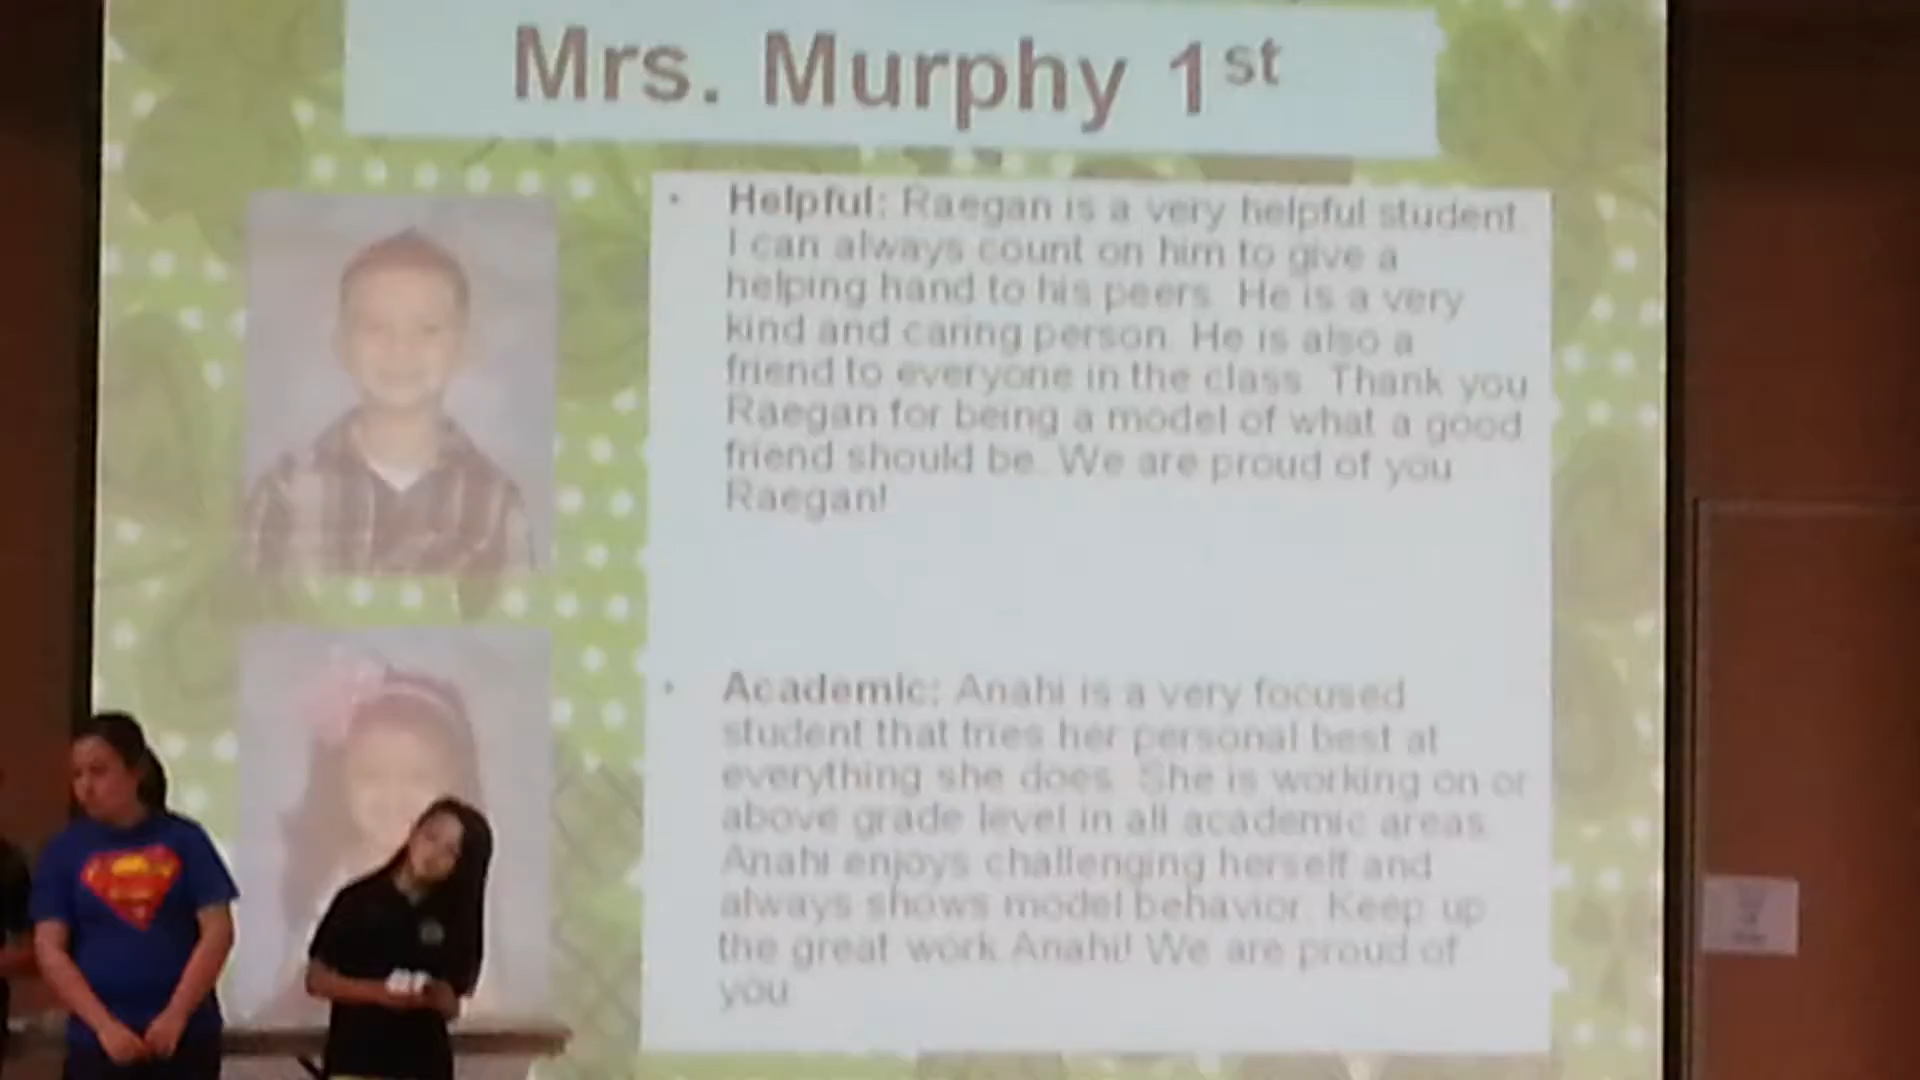 Mrs. Murphy 1st
• Helpful: Raegan is a very helpful student.
I can always count on him to give a
helping hand to his peers. He is a very
kind and caring person. He is also a
friend to everyone in the class. Thank you
Raegan for being a model of what a good
friend should be. We are proud of you
Raegan!
• Academic: Anahi is a very focused
student that tries her personal best at
everything she does. She is working on or
above grade level in all academic areas.
Anahi enjoys challenging herself and
always shows model behavior. Keep up
the great work Anahi! We are proud of
you